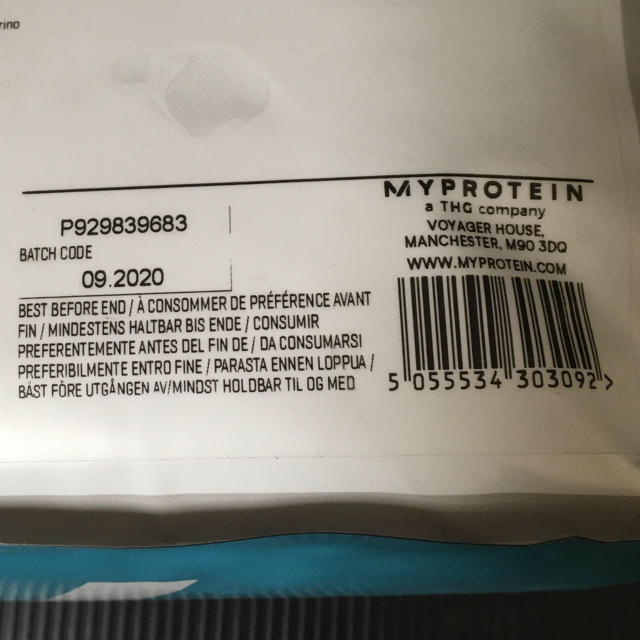 P929839683
BATCH CODE
09.2020
BEST BEFORE END / À CONSOMMER DE PRÉFÉRENCE AVANT
FIN / MINDESTENS HALTBAR BIS ENDE / CONSUMIR
PREFERENTEMENTE ANTES DEL FIN DE / DA CONSUMARSI
PREFERIBILMENTE ENTRO FINE / PARASTA ENNEN LOPPUA /
BÄST FÖRE UTGÅNGEN AV/MINDST HOLDBAR TIL OG MED
MYPROTEIN
a THG company
VOYAGER HOUSE,
MANCHESTER, M90 3DQ
WWW.MYPROTEIN.COM
5 055534 303092 >